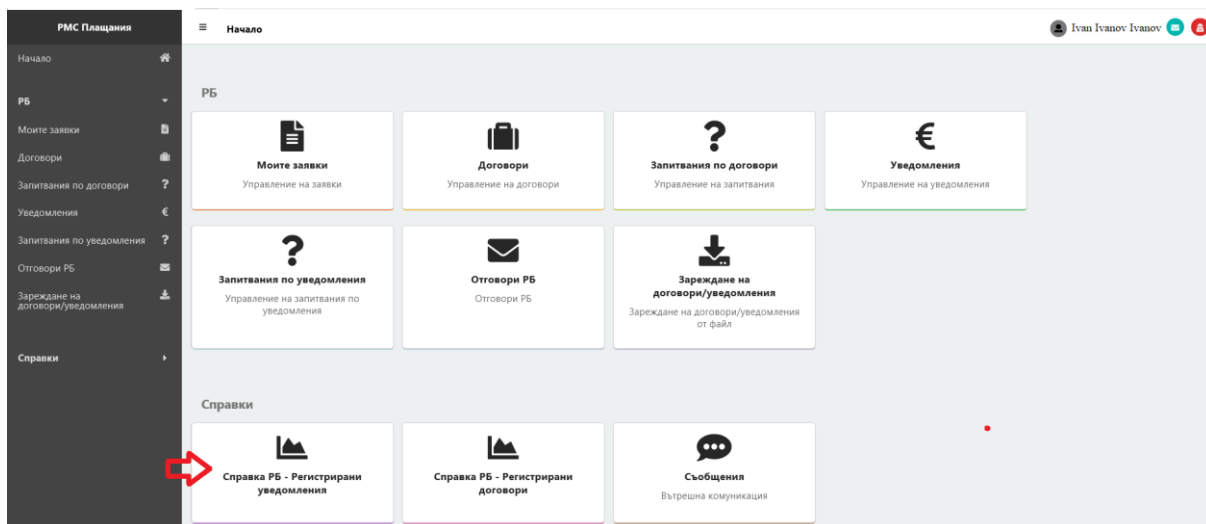 РМС Плащания
Начало
РБ
Моите заявки
Договори
Запитвания по договори
Уведомления
Запитвания по уведомления
Отговори РБ
Зареждане на
договори/уведомления
Справки
Начало
Ivan Ivanov Ivanov
РБ
Моите заявки
Управление на заявки
Договори
Управление на договори
Запитвания по договори
Управление на запитвания
Уведомления
Управление на уведомления
Запитвания по уведомления
Управление на запитвания по
уведомления
Отговори РБ
Отговори РБ
Зареждане на
договори/уведомления
Зареждане на договори/уведомления
от файл
Справки
Справка РБ - Регистрирани
уведомления
Справка РБ - Регистрирани
договори
Съобщения
Вътрешна комуникация